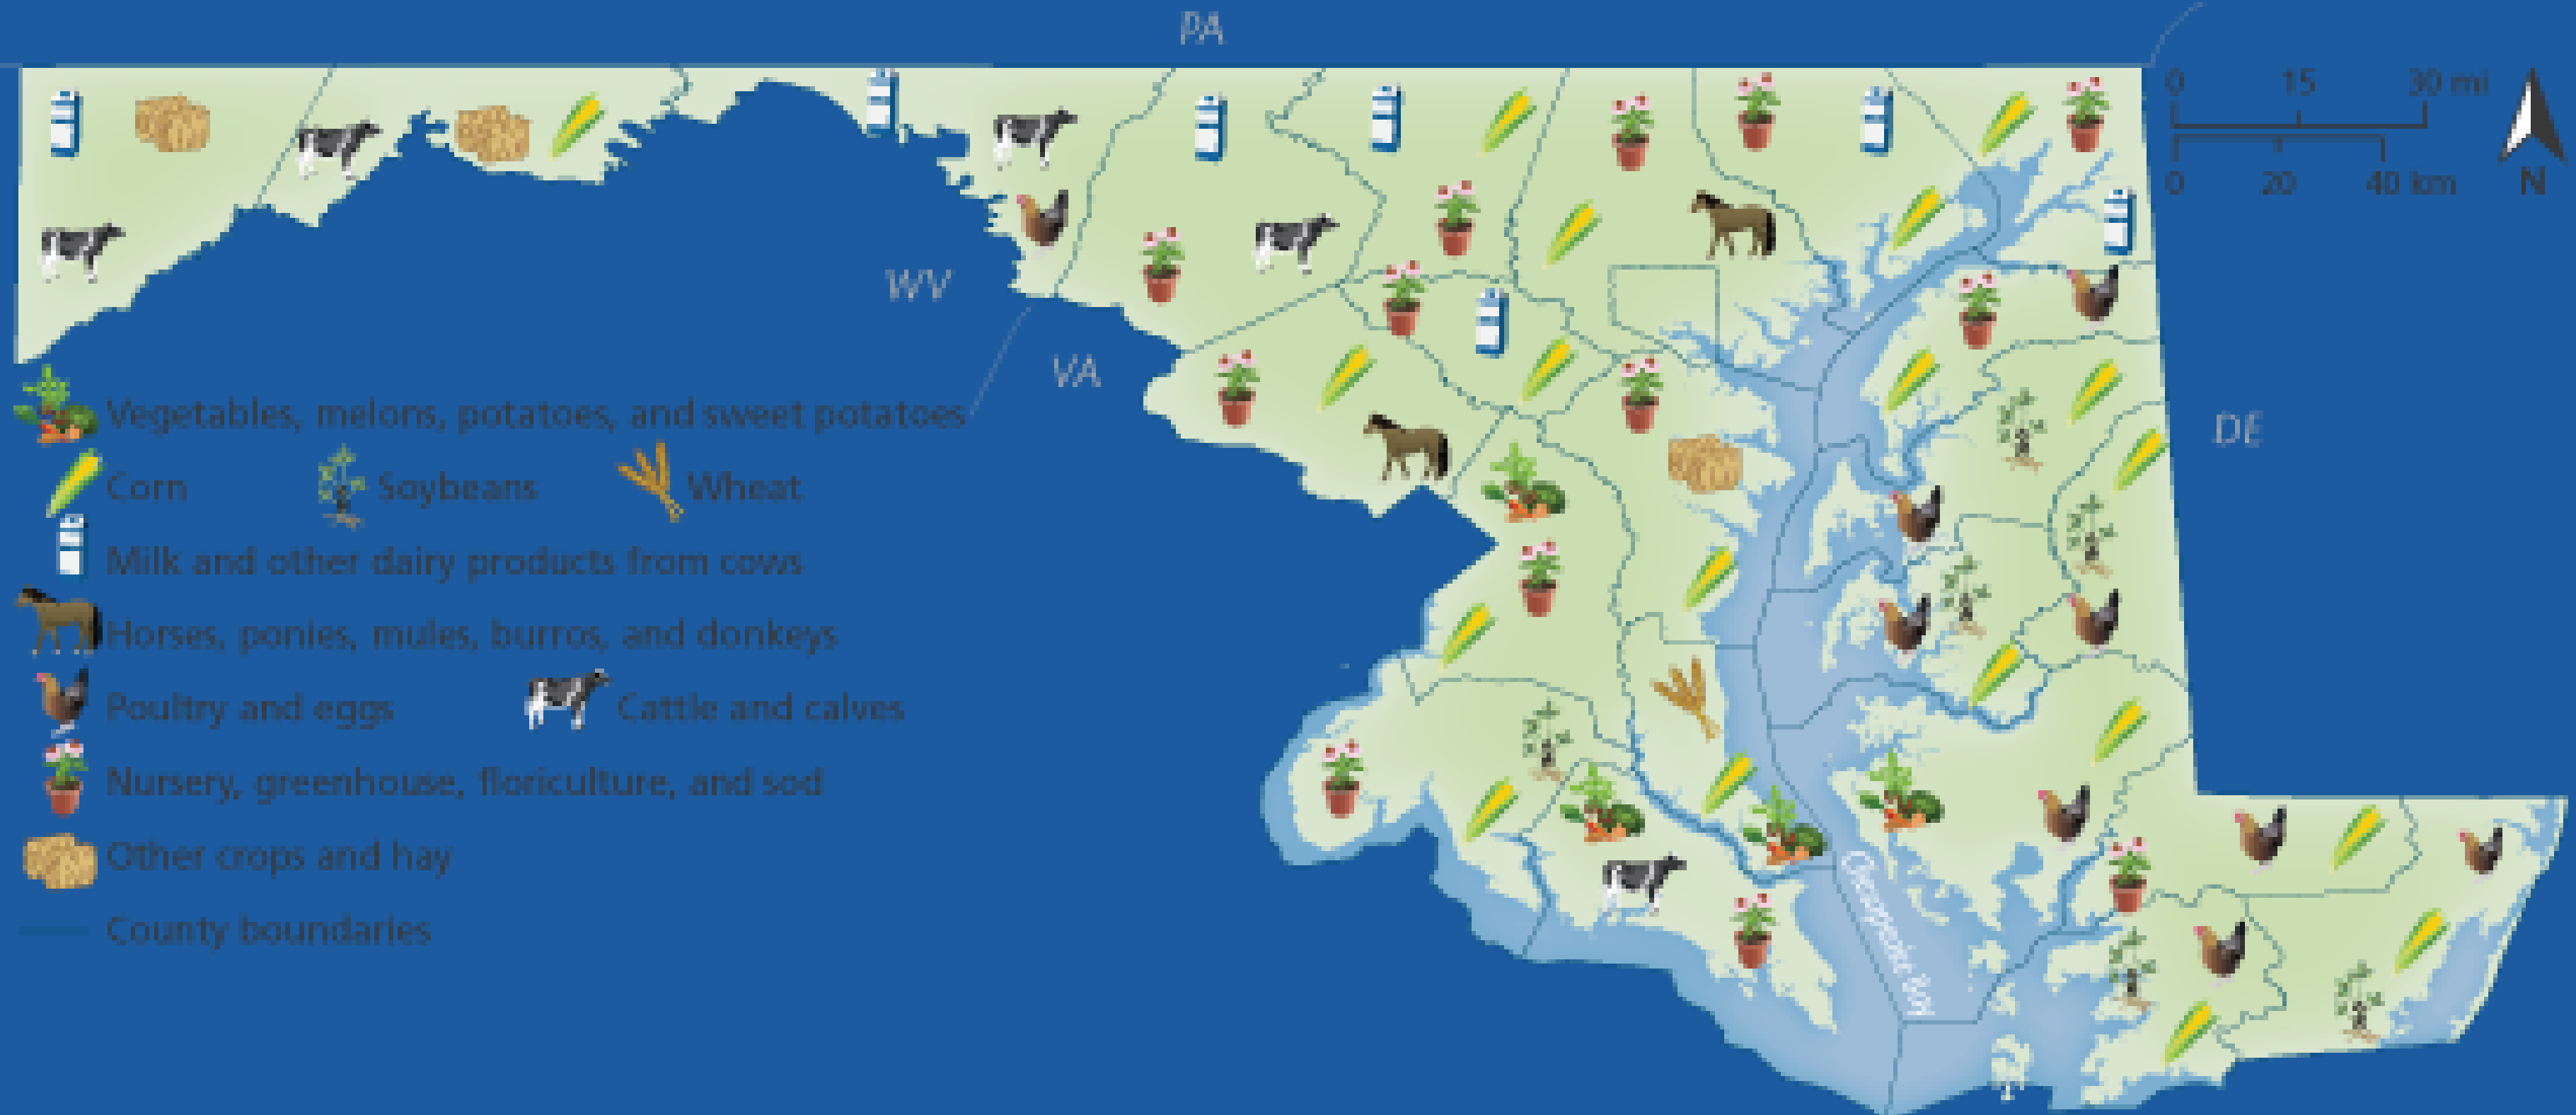 PA
0 15 30 mi
0 20 40 km
N
WV
VA
DE
Vegetables, melons, potatoes, and sweet potatoes
Corn Soybeans Wheat
Milk and other dairy products from cows
Horses, ponies, mules, burros, and donkeys
Poultry and eggs Cattle and calves
Nursery, greenhouse, floriculture, and sod
Other crops and hay
County boundaries
Chesapeake Bay